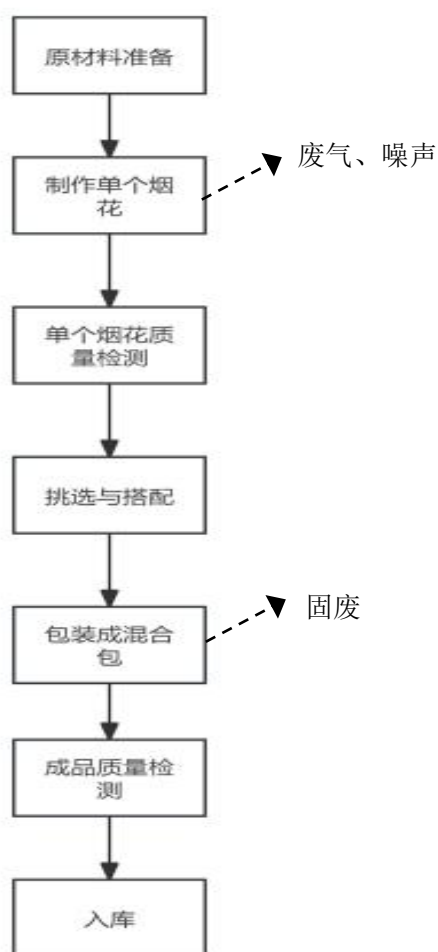 原材料准备
制作单个烟
花
废气、噪声
单个烟花质
量检测
挑选与搭配
包装成混合
包
固废
成品质量检
测
入库